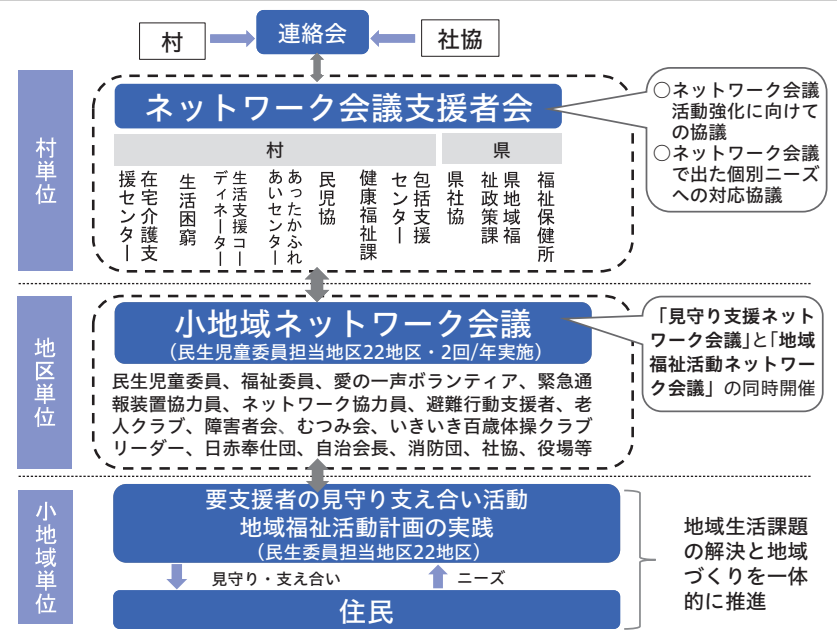 村
連絡会
社協
村単位
ネットワーク会議支援者会
村
県
在宅介護支
援センター
生活困窮
生活支援コー
ディネーター
あったかふれ
あいセンター
民児協
健康福祉課
包括支援
センター
県社協
県地域福
祉政策課
福祉保健所
○ネットワーク会議
活動強化に向けて
の協議
○ネットワーク会議
で出た個別ニーズ
への対応協議
地区単位
小地域ネットワーク会議
（民生児童委員担当地区22地区・2回/年実施）
民生児童委員、福祉委員、愛の一声ボランティア、緊急通
報装置協力員、ネットワーク協力員、避難行動支援者、老
人クラブ、障害者会、むつみ会、いきいき百歳体操クラブ
リーダー、日赤奉仕団、自治会長、消防団、社協、役場等
「見守り支援ネット
ワーク会議」と「地域
福祉活動ネットワー
ク会議」の同時開催
小地域単位
要支援者の見守り支え合い活動
地域福祉活動計画の実践
（民生委員担当地区22地区）
見守り・支え合い
ニーズ
住民
地域生活課題
の解決と地域
づくりを一体
的に推進